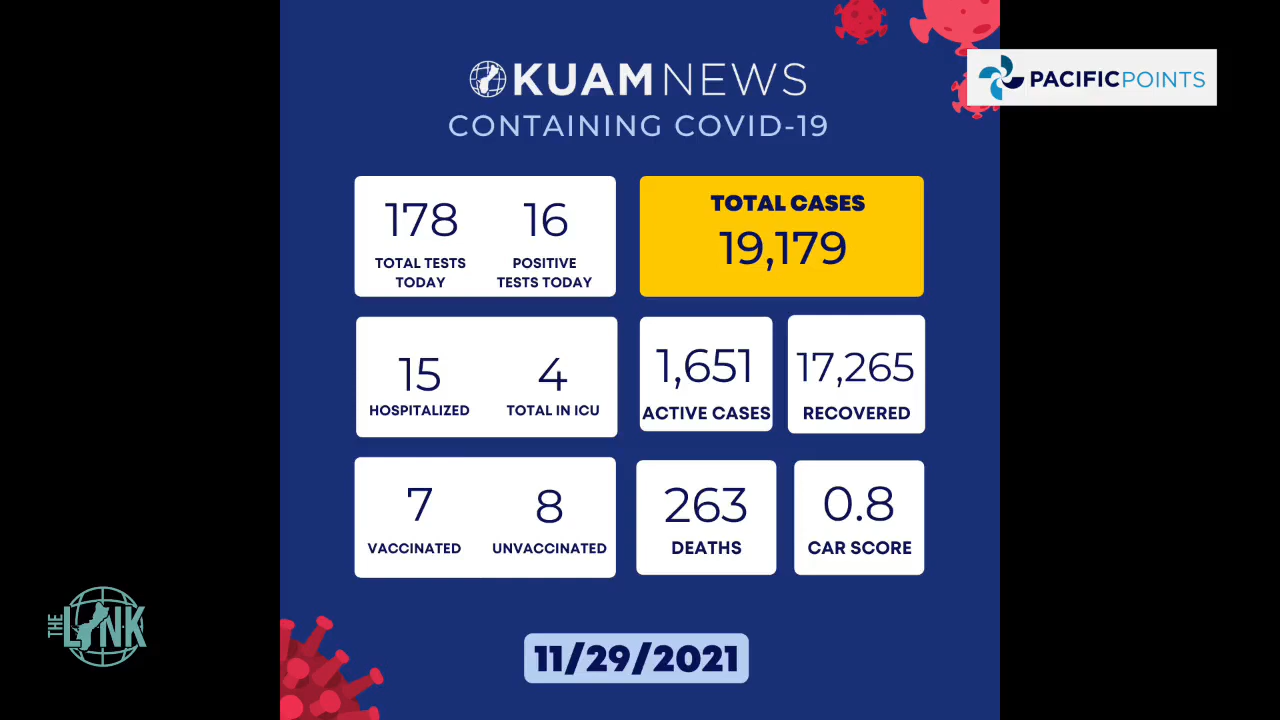 KUAMNEWS
CONTAINING COVID-19
PACIFICPOINTS
178
TOTAL TESTS
TODAY
16
POSITIVE
TESTS TODAY
TOTAL CASES
19,179
15
HOSPITALIZED
4
TOTAL IN ICU
1,651
ACTIVE CASES
17,265
RECOVERED
7
VACCINATED
8
UNVACCINATED
263
DEATHS
0.8
CAR SCORE
THE LINK
11/29/2021